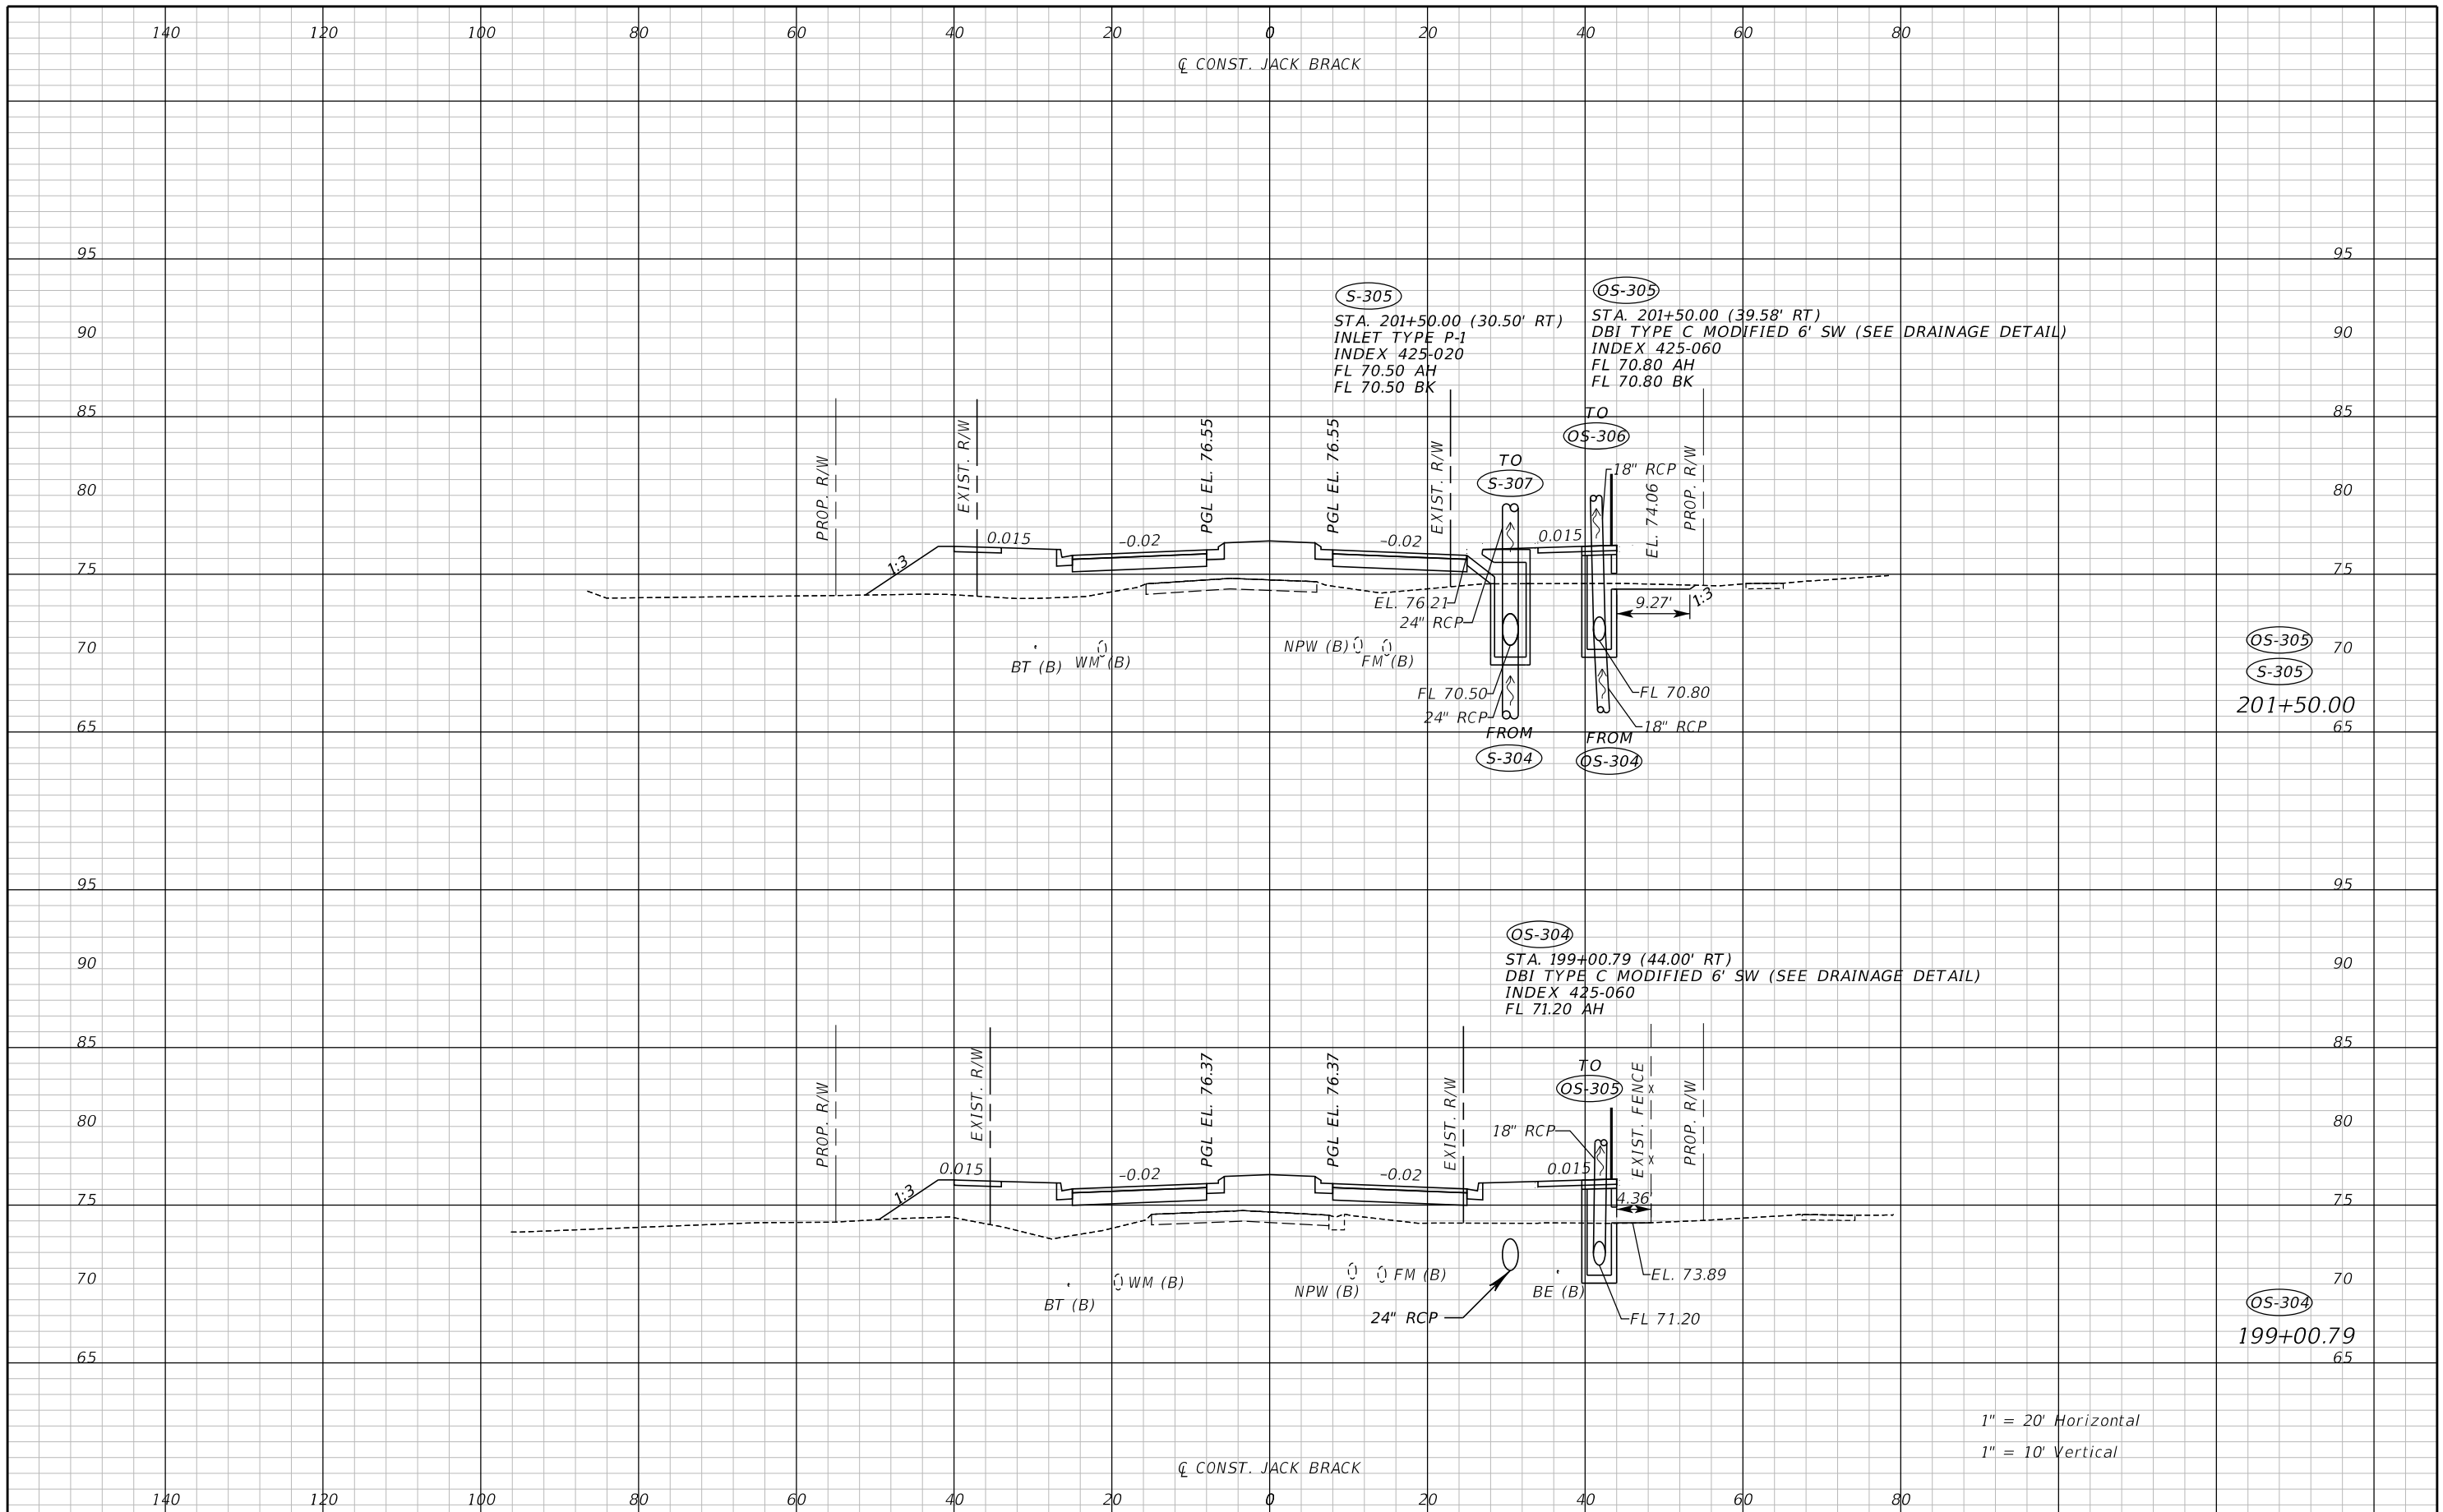 140 120 100 80 60 40 20 0 20 40 60 80
℄ CONST. JACK BRACK
95 95
S-305
STA. 201+50.00 (30.50' RT)
INLET TYPE P-1
INDEX 425-020
FL 70.50 AH
FL 70.50 BK
OS-305
STA. 201+50.00 (39.58' RT)
DBI TYPE C MODIFIED 6' SW (SEE DRAINAGE DETAIL)
INDEX 425-060
FL 70.80 AH
FL 70.80 BK
90 90
85 85
TO
OS-306
PROP. R/W
EXIST. R/W
PGL EL. 76.55
PGL EL. 76.55
EXIST. R/W
TO
S-307
18" RCP
EL. 74.06
PROP. R/W
80 80
1:3
0.015
-0.02
-0.02
0.015
75 75
EL. 76.21
24" RCP
9.27'
1:3
BT (B)
WM (B)
NPW (B)
FM (B)
70 70
OS-305
S-305
201+50.00
FL 70.50
24" RCP
FL 70.80
18" RCP
65 65
FROM
S-304
FROM
OS-304
95 95
OS-304
STA. 199+00.79 (44.00' RT)
DBI TYPE C MODIFIED 6' SW (SEE DRAINAGE DETAIL)
INDEX 425-060
FL 71.20 AH
90 90
85 85
TO
OS-305
PROP. R/W
EXIST. R/W
PGL EL. 76.37
PGL EL. 76.37
EXIST. R/W
18" RCP
EXIST. FENCE
X
X
PROP. R/W
80 80
1:3
0.015
-0.02
-0.02
0.015
4.36'
75 75
BT (B)
WM (B)
NPW (B)
FM (B)
24" RCP
BE (B)
EL. 73.89
FL 71.20
70 70
OS-304
199+00.79
65 65
1" = 20' Horizontal
1" = 10' Vertical
℄ CONST. JACK BRACK
140 120 100 80 60 40 20 0 20 40 60 80